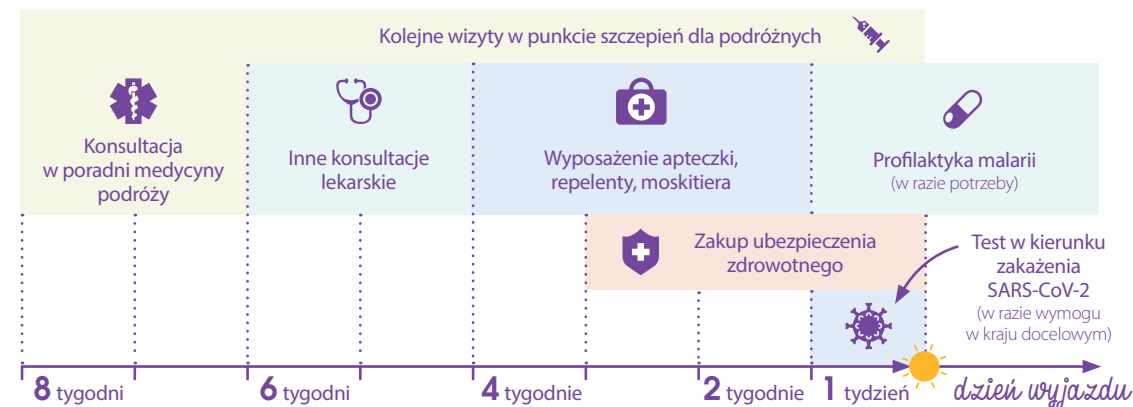 Kolejne wizyty w punkcie szczepień dla podróżnych
Konsultacja
w poradni medycyny
podróży
Inne konsultacje
lekarskie
Wyposażenie apteczki,
repelenty, moskitiera
Profilaktyka malarii
(w razie potrzeby)
Zakup ubezpieczenia
zdrowotnego
Test w kierunku
zakażenia
SARS-CoV-2
(w razie wymogu
w kraju docelowym)
8 tygodni
6 tygodni
4 tygodnie
2 tygodnie
1 tydzień
dzień wyjazdu